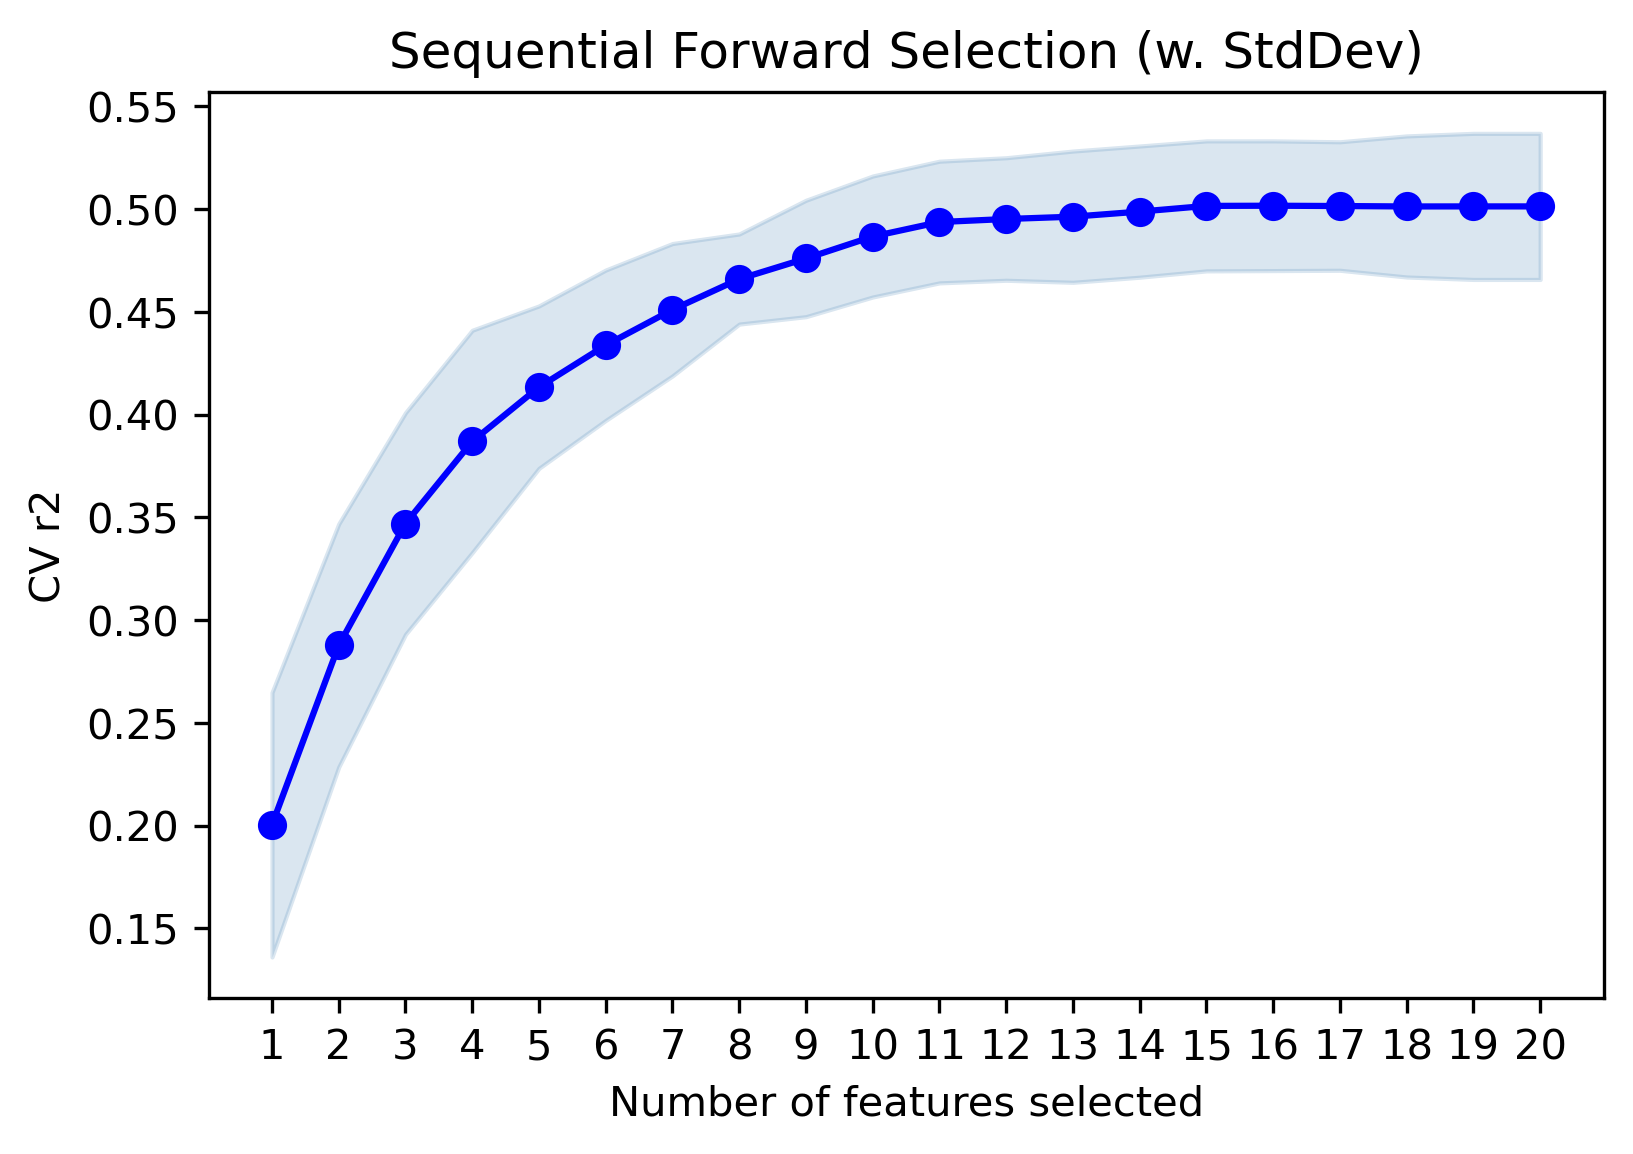 Sequential Forward Selection (w. StdDev)
0.55
0.50
0.45
0.40
0.35
0.30
0.25
0.20
0.15
CV r2
1 2 3 4 5 6 7 8 9 10 11 12 13 14 15 16 17 18 19 20
Number of features selected